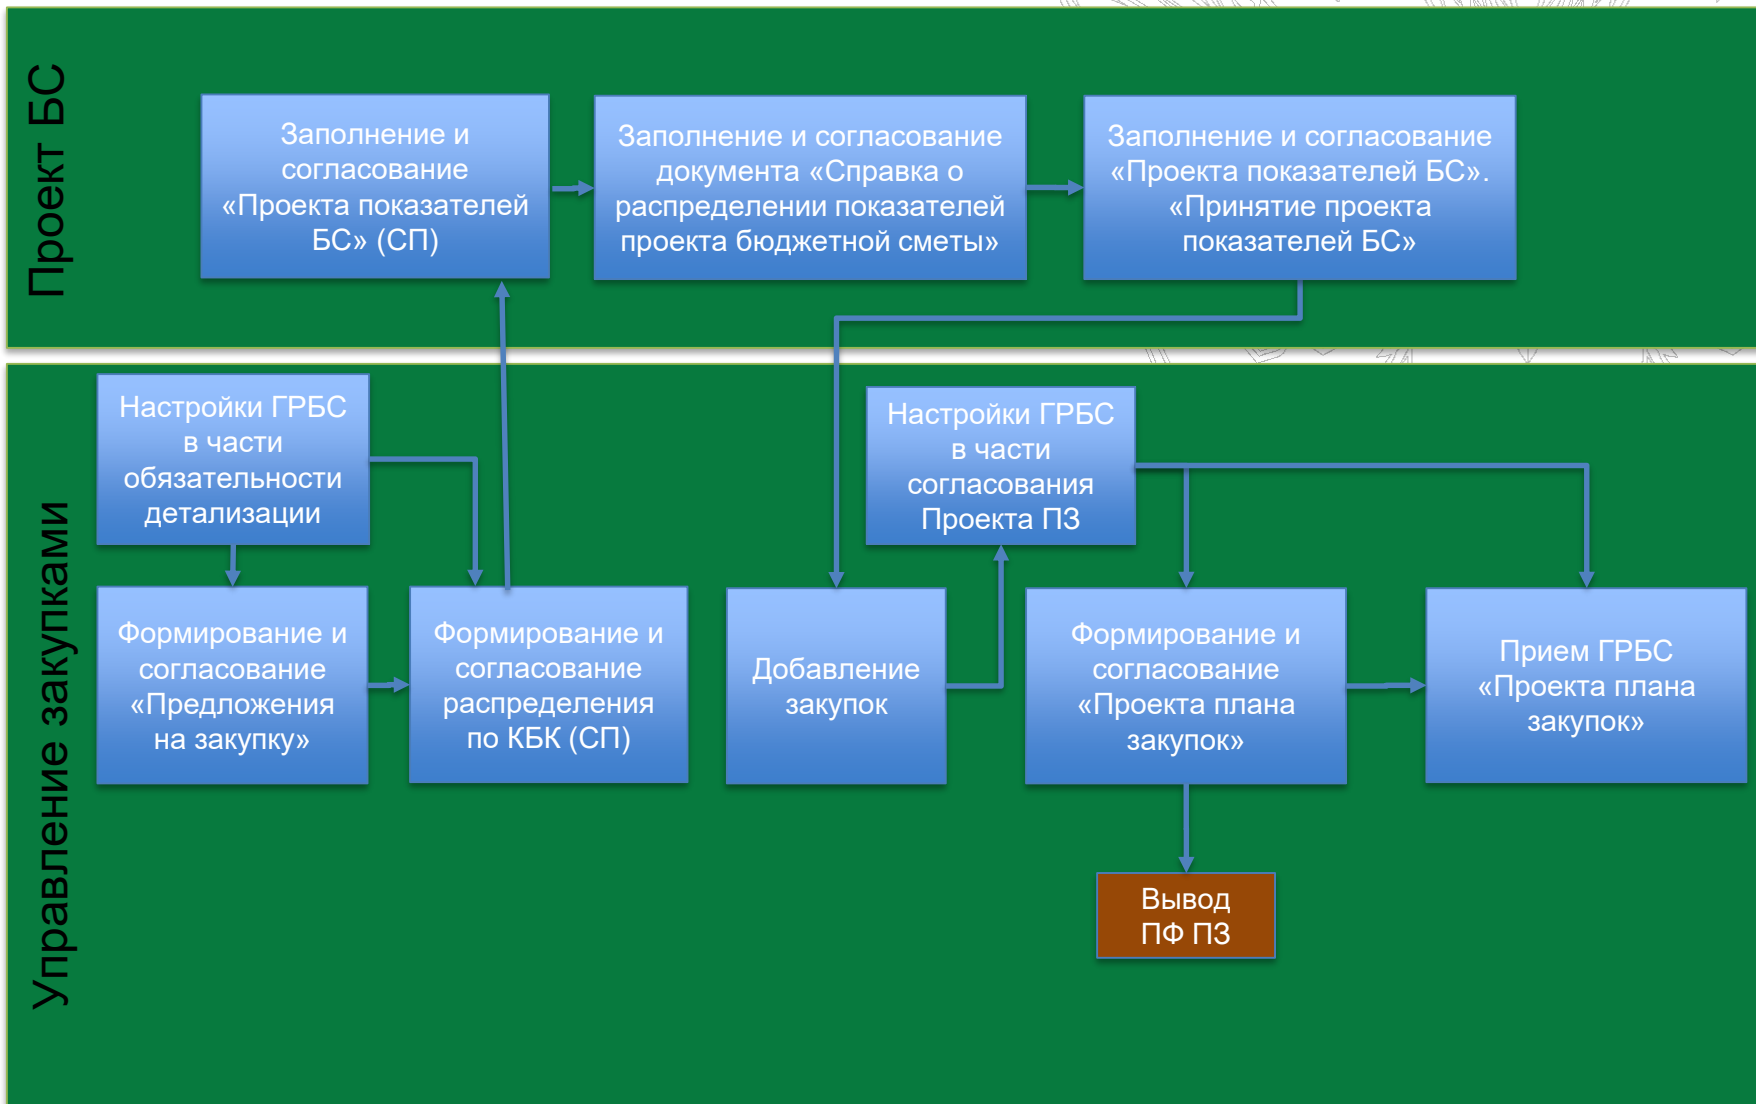 Проект БС
Заполнение и
согласование
«Проекта показателей
БС» (СП)
Заполнение и согласование
документа «Справка о
распределении показателей
проекта бюджетной сметы»
Заполнение и согласование
«Проекта показателей БС».
«Принятие проекта
показателей БС»
Управление закупками
Настройки ГРБС
в части
обязательности
детализации
Настройки ГРБС
в части
согласования
Проекта ПЗ
Формирование и
согласование
«Предложения
на закупку»
Формирование и
согласование
распределения
по КБК (СП)
Добавление
закупок
Формирование и
согласование
«Проекта плана
закупок»
Прием ГРБС
«Проекта плана
закупок»
Вывод
ПФ ПЗ